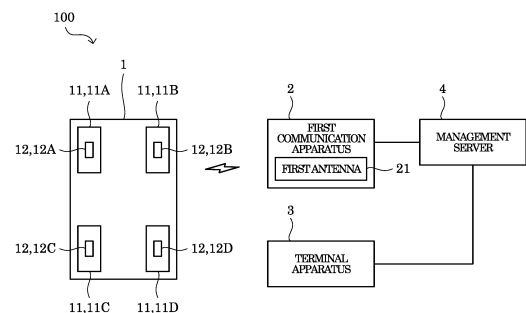 100
1
11,11A
11,11B
12,12A
12,12B
12,12C
12,12D
11,11C
11,11D
2
FIRST
COMMUNICATION
APPARATUS
FIRST ANTENNA
21
4
MANAGEMENT
SERVER
3
TERMINAL
APPARATUS